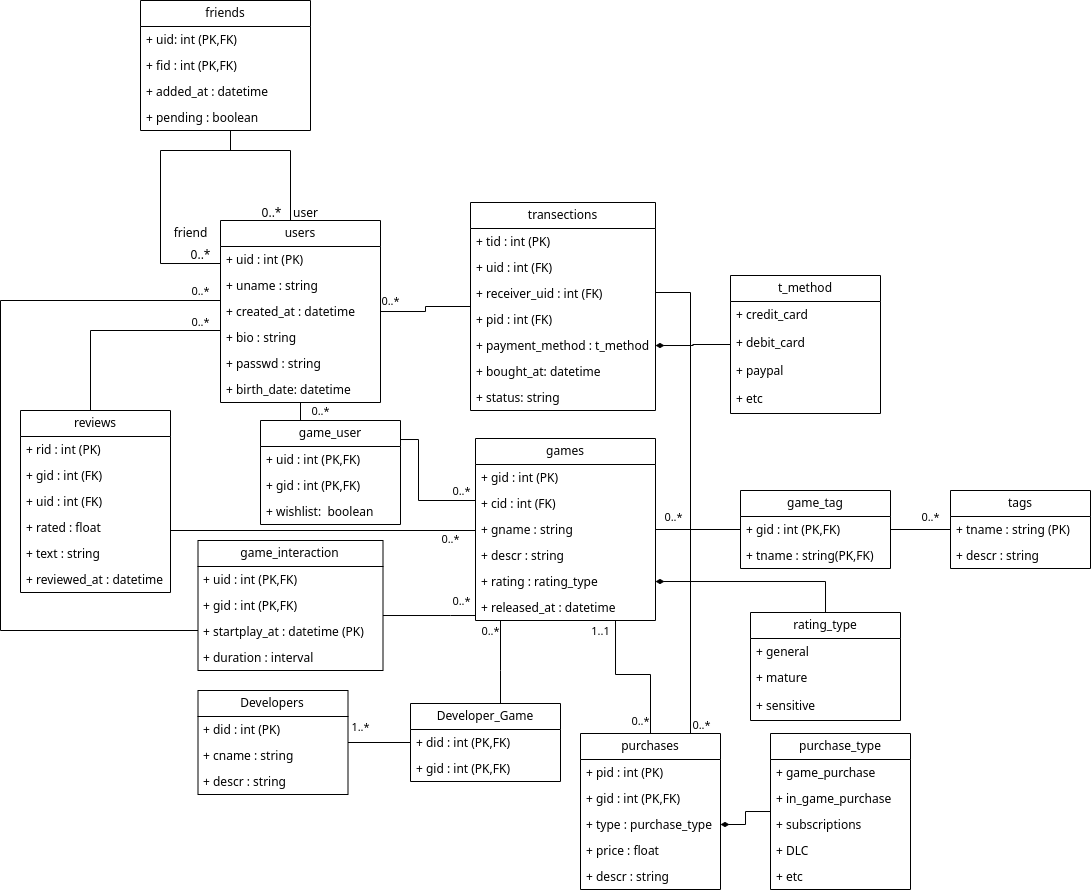 friends
+ uid: int (PK,FK)
+ fid : int (PK,FK)
+ added_at : datetime
+ pending : boolean
0..* user
friend
0..*
users
+ uid : int (PK)
+ uname : string
+ created_at : datetime
+ bio : string
+ passwd : string
+ birth_date: datetime
0..*
0..*
0..*
0..*
transections
+ tid : int (PK)
+ uid : int (FK)
+ receiver_uid : int (FK)
+ pid : int (FK)
+ payment_method : t_method
+ bought_at: datetime
+ status: string
t_method
+ credit_card
+ debit_card
+ paypal
+ etc
reviews
+ rid : int (PK)
+ gid : int (FK)
+ uid : int (FK)
+ rated : float
+ text : string
+ reviewed_at : datetime
game_user
+ uid : int (PK,FK)
+ gid : int (PK,FK)
+ wishlist:  boolean
0..*
0..*
0..*
games
+ gid : int (PK)
+ cid : int (FK)
+ gname : string
+ descr : string
+ rating : rating_type
+ released_at : datetime
0..*
game_tag
+ gid : int (PK,FK)
+ tname : string(PK,FK)
0..*
tags
+ tname : string (PK)
+ descr : string
game_interaction
+ uid : int (PK,FK)
+ gid : int (PK,FK)
+ startplay_at : datetime (PK)
+ duration : interval
0..*
1..1
rating_type
+ general
+ mature
+ sensitive
Developers
+ did : int (PK)
+ cname : string
+ descr : string
1..*
Developer_Game
+ did : int (PK,FK)
+ gid : int (PK,FK)
0..*
0..*
purchases
+ pid : int (PK)
+ gid : int (PK,FK)
+ type : purchase_type
+ price : float
+ descr : string
purchase_type
+ game_purchase
+ in_game_purchase
+ subscriptions
+ DLC
+ etc